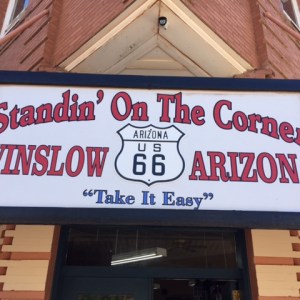 Standin' On The Corner
WINSLOW ARIZONA
ARIZONA
US
66
"Take It Easy"